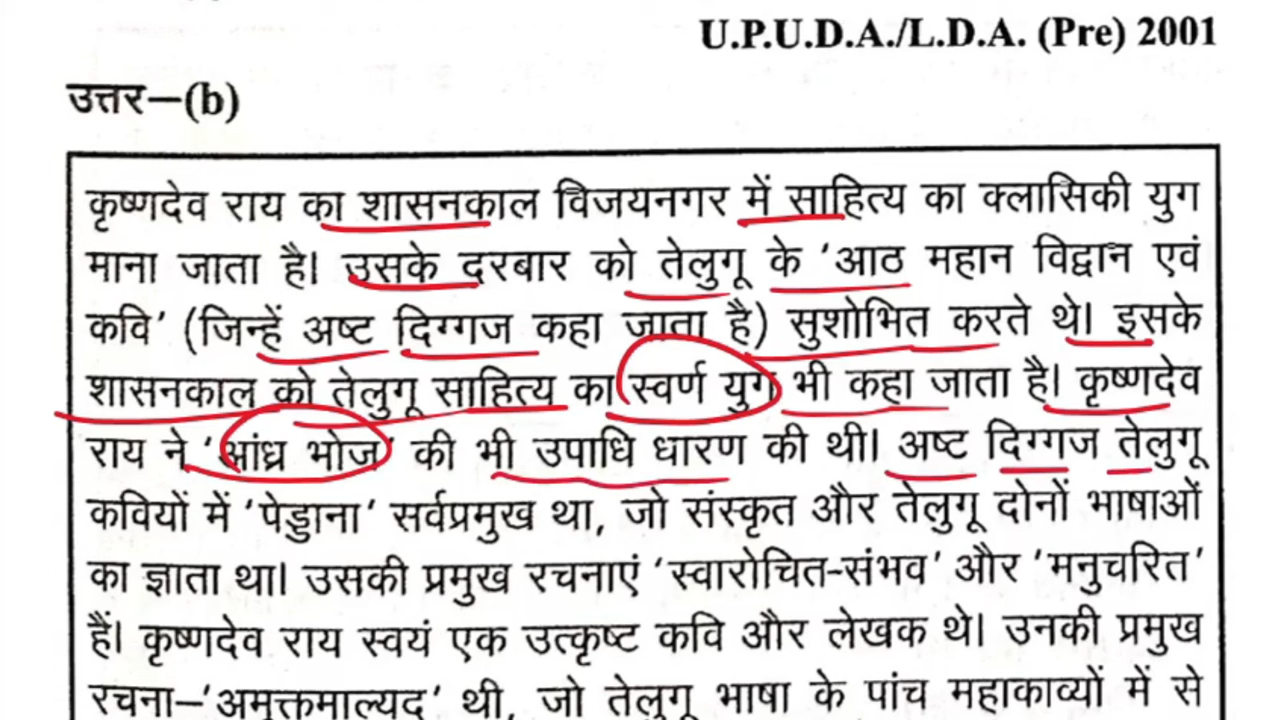 U.P.U.D.A./L.D.A. (Pre) 2001
उत्तर–(b)
कृष्णदेव राय का शासनकाल विजयनगर में साहित्य का क्लासिकी युग
माना जाता है। उसके दरबार को तेलुगू के 'आठ महान विद्वान एवं
कवि' (जिन्हें अष्ट दिग्गज कहा जाता है) सुशोभित करते थे। इसके
शासनकाल को तेलुगू साहित्य का स्वर्ण युग भी कहा जाता है। कृष्णदेव
राय ने 'आंध्र भोज' की भी उपाधि धारण की थी। अष्ट दिग्गज तेलुगू
कवियों में 'पेड्डाना' सर्वप्रमुख था, जो संस्कृत और तेलुगू दोनों भाषाओं
का ज्ञाता था। उसकी प्रमुख रचनाएं 'स्वारोचित-संभव' और 'मनुचरित'
हैं। कृष्णदेव राय स्वयं एक उत्कृष्ट कवि और लेखक थे। उनकी प्रमुख
रचना–'अमुक्तमाल्यद' थी, जो तेलुगू भाषा के पांच महाकाव्यों में से